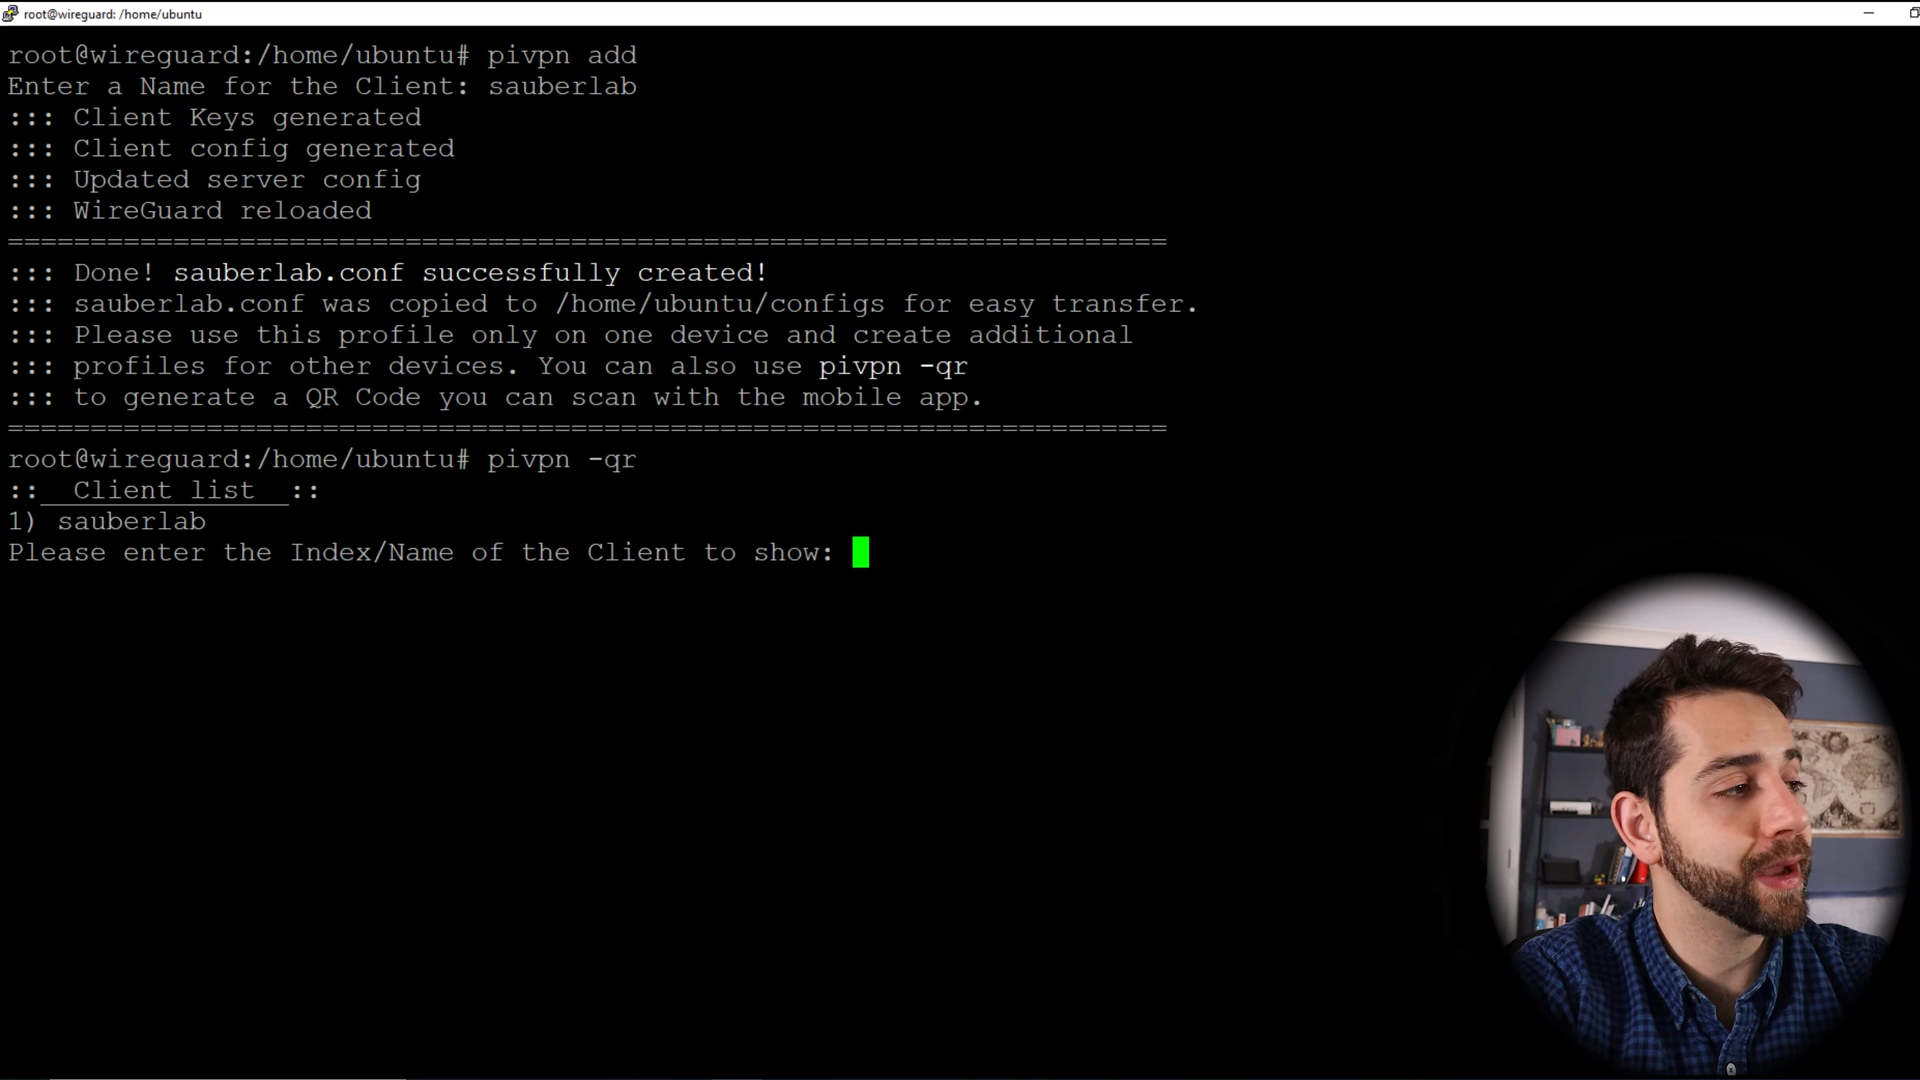 root@wireguard: /home/ubuntu
root@wireguard:/home/ubuntu# pivpn add
Enter a Name for the Client: sauberlab
::: Client Keys generated
::: Client config generated
::: Updated server config
::: WireGuard reloaded
======================================================================
::: Done! sauberlab.conf successfully created!
::: sauberlab.conf was copied to /home/ubuntu/configs for easy transfer.
::: Please use this profile only on one device and create additional
::: profiles for other devices. You can also use pivpn -qr
::: to generate a QR Code you can scan with the mobile app.
======================================================================
root@wireguard:/home/ubuntu# pivpn -qr
::  Client list  ::
1) sauberlab
Please enter the Index/Name of the Client to show: